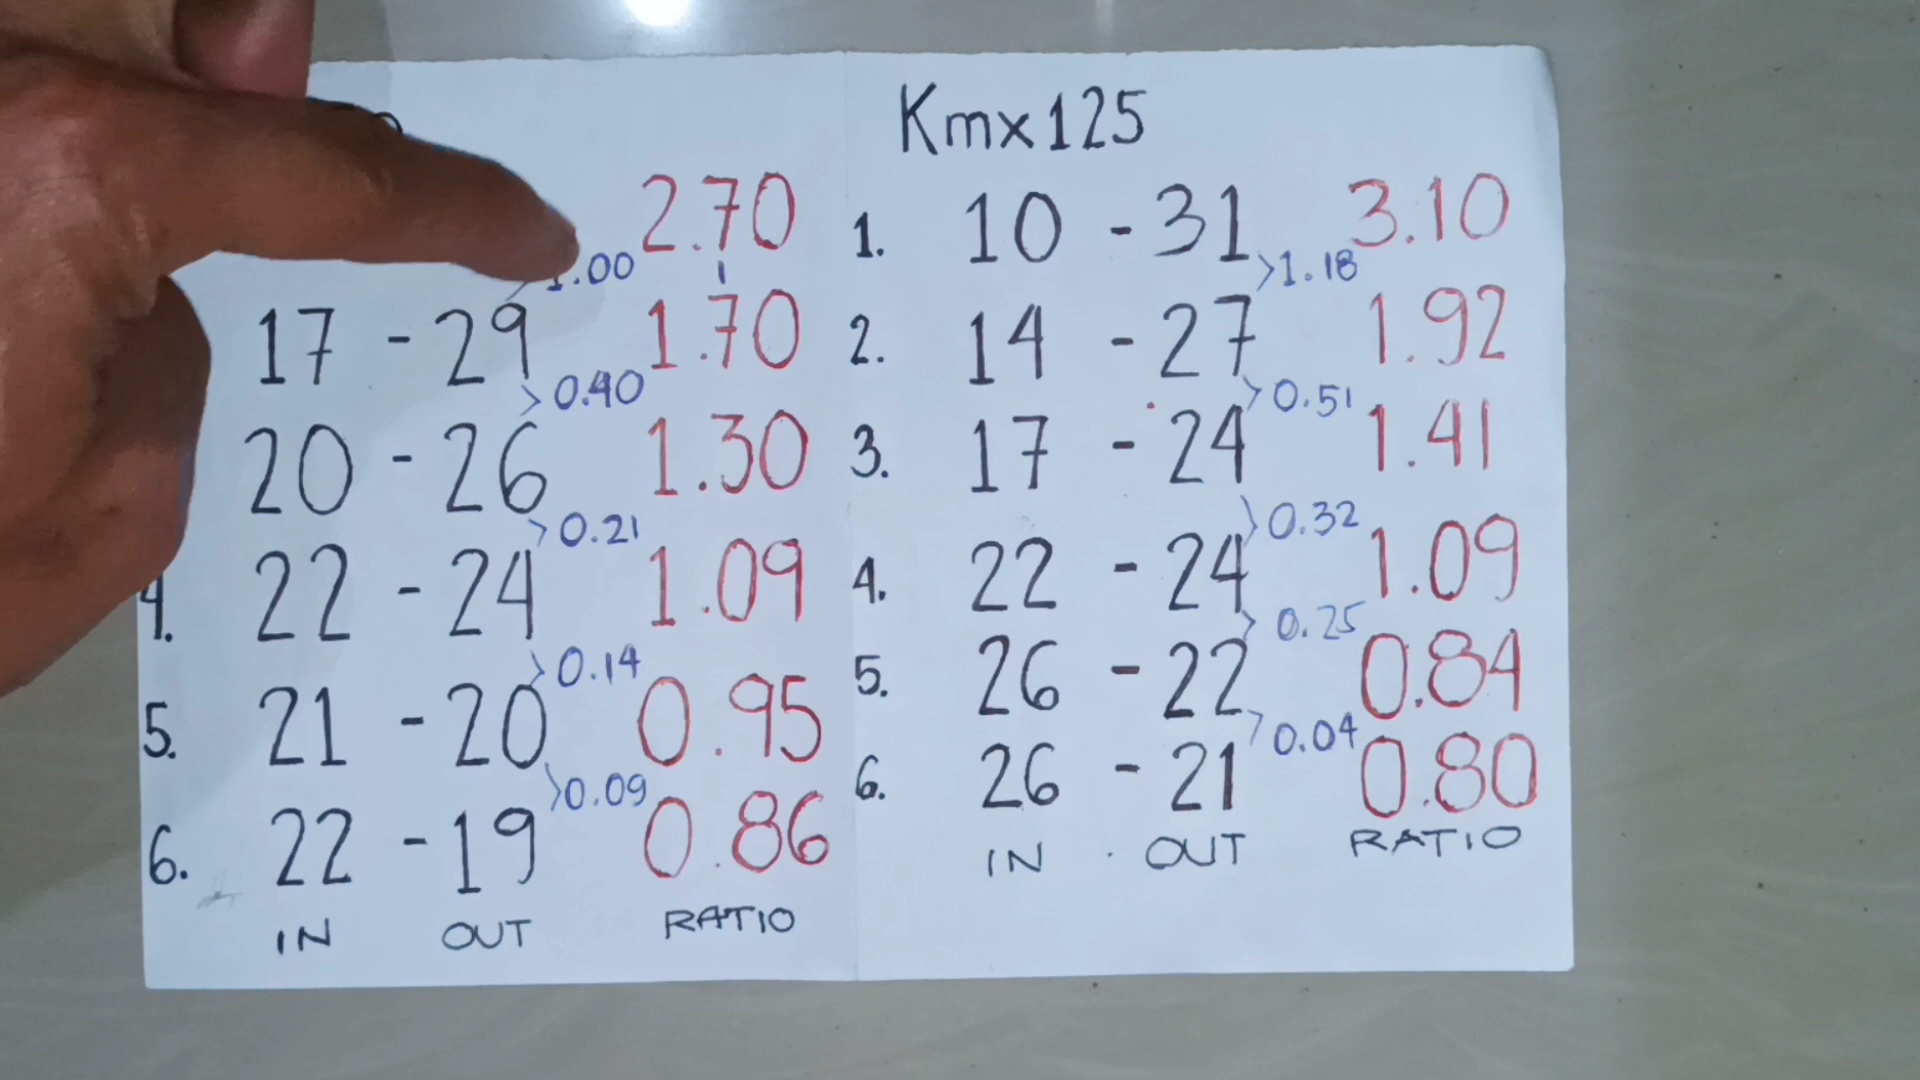 2.70
>1.00
17 - 29 1.70
>0.40
20 - 26 1.30
>0.21
4. 22 - 24 1.09
>0.14
5. 21 - 20 0.95
>0.09
6. 22 - 19 0.86
IN OUT RATIO
Kmx125
1. 10 - 31 3.10
>1.18
2. 14 - 27 1.92
>0.51
3. 17 - 24 1.41
>0.32
4. 22 - 24 1.09
>0.25
5. 26 - 22 0.84
>0.04
6. 26 - 21 0.80
IN OUT RATIO